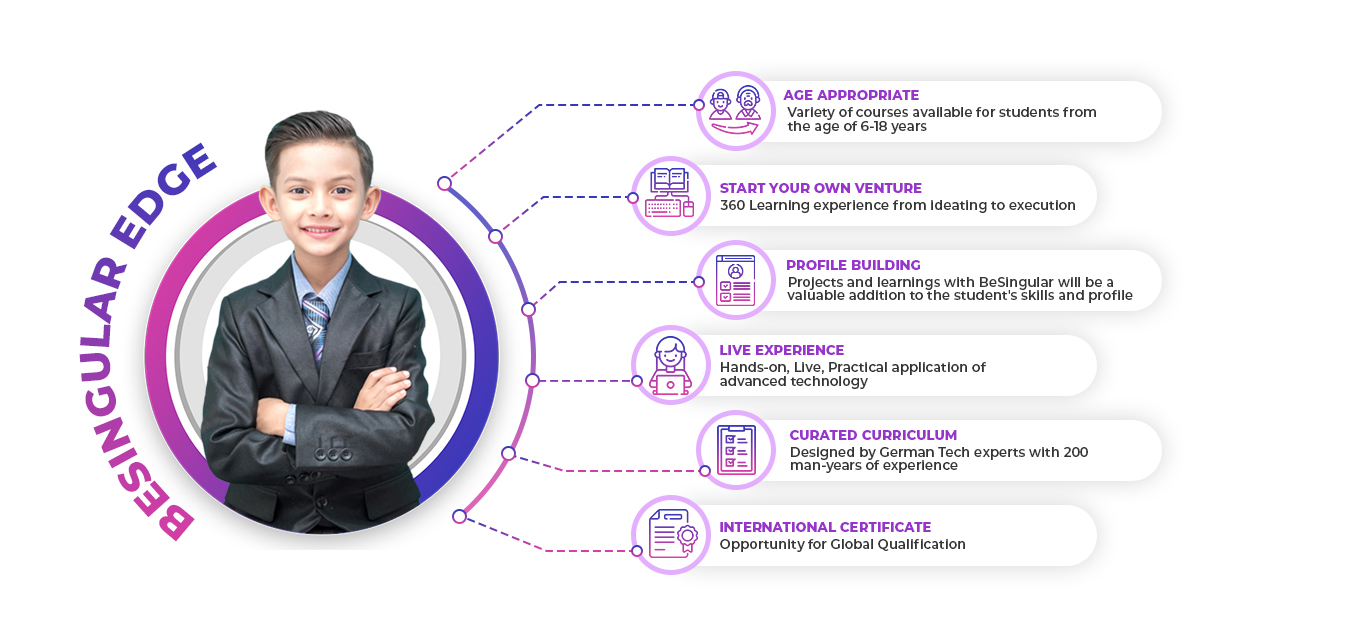 BESINGULAR EDGE
AGE APPROPRIATE
Variety of courses available for students from
the age of 6-18 years
START YOUR OWN VENTURE
360 Learning experience from ideating to execution
PROFILE BUILDING
Projects and learnings with BeSingular will be a
valuable addition to the student's skills and profile
LIVE EXPERIENCE
Hands-on, Live, Practical application of
advanced technology
CURATED CURRICULUM
Designed by German Tech experts with 200
man-years of experience
INTERNATIONAL CERTIFICATE
Opportunity for Global Qualification